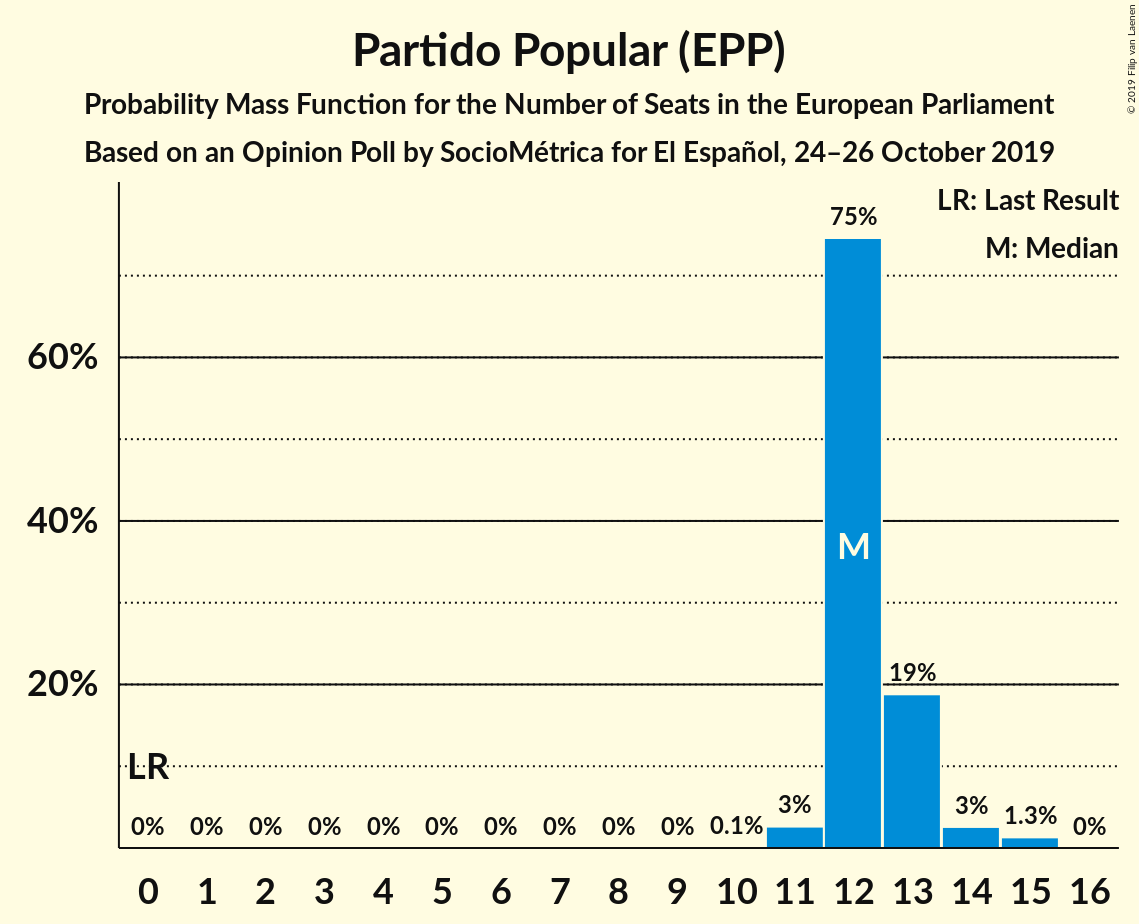 Partido Popular (EPP)
Probability Mass Function for the Number of Seats in the European Parliament
Based on an Opinion Poll by SocioMétrica for El Español, 24–26 October 2019
© 2019 Filip van Laenen
LR: Last Result
M: Median
75%
60%
40%
M
20%
19%
LR
0% 0% 0% 0% 0% 0% 0% 0% 0% 0% 0.1% 3% 3% 1.3% 0%
0 1 2 3 4 5 6 7 8 9 10 11 12 13 14 15 16